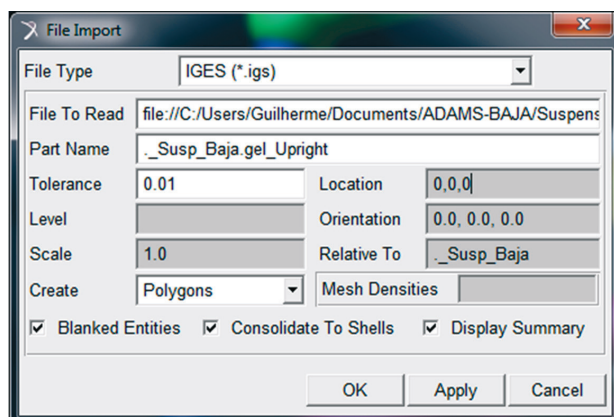 File Import
File Type IGES (*.igs)
File To Read file://C:/Users/Guilherme/Documents/ADAMS-BAJA/Suspens
Part Name ._Susp_Baja.gel_Upright
Tolerance 0.01 Location 0,0,0
Level Orientation 0.0, 0.0, 0.0
Scale 1.0 Relative To ._Susp_Baja
Create Polygons Mesh Densities
Blanked Entities Consolidate To Shells Display Summary
OK Apply Cancel